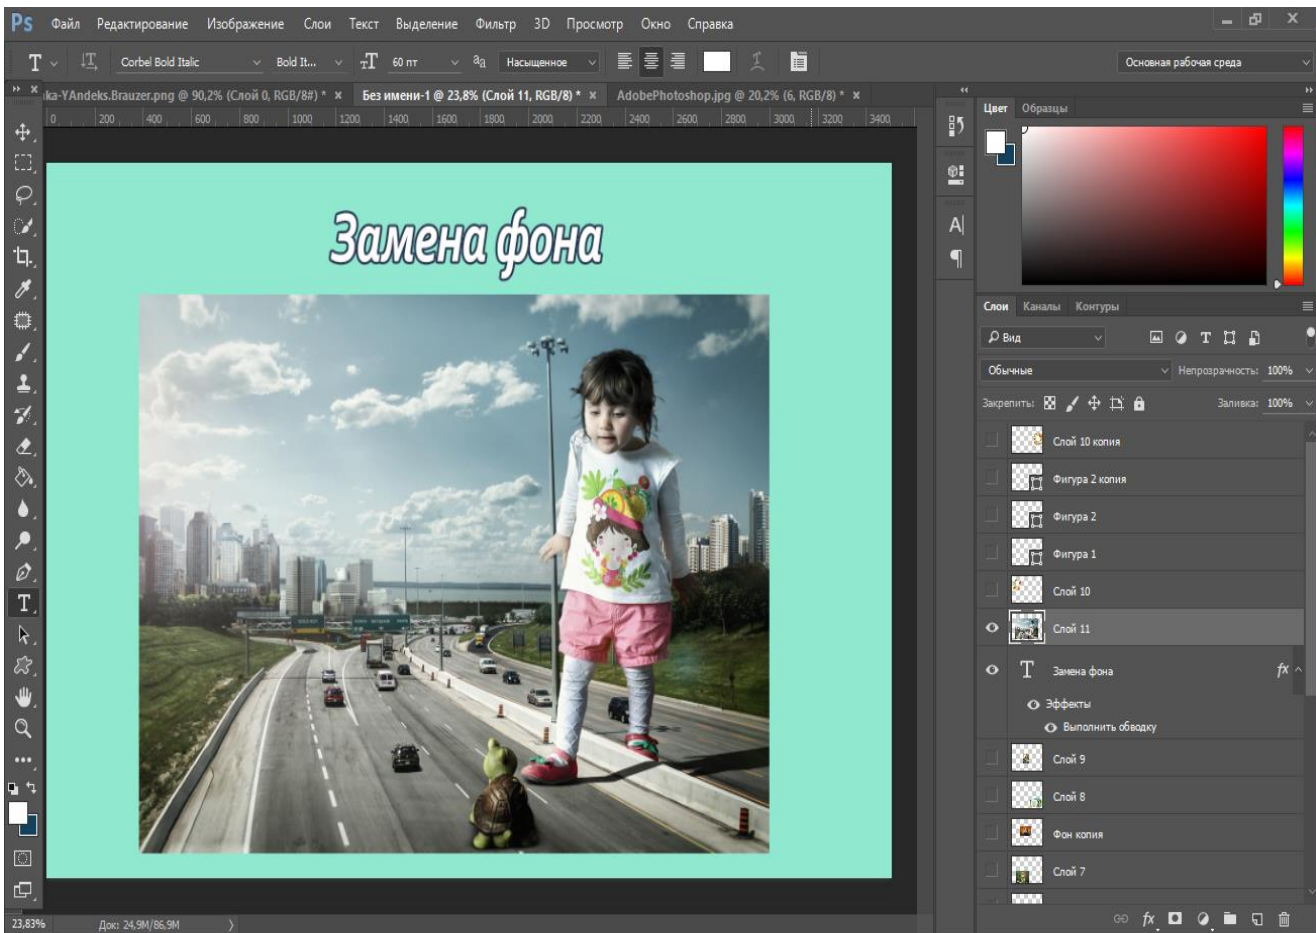 Ps Файл Редактирование Изображение Слои Текст Выделение Фильтр 3D Просмотр Окно Справка
T Corbel Bold Italic Bold It... 60 пт Насыщенное Основная рабочая среда
ka-YAndeks.Brauzer.png @ 90,2% (Слой 0, RGB/8#) * x Без имени-1 @ 23,8% (Слой 11, RGB/8) * x AdobePhotoshop.jpg @ 20,2% (6, RGB/8) * x
0 200 400 600 800 1000 1200 1400 1600 1800 2000 2200 2400 2600 2800 3000 3200 3400
Замена фона
23,83% Док: 24,9M/86,9M
Цвет Образцы
Слои Каналы Контуры
Вид
Обычные Непрозрачность: 100%
Закрепить: Заливка: 100%
Слой 10 копия
Фигура 2 копия
Фигура 2
Фигура 1
Слой 10
Слой 11
T Замена фона fx
Эффекты
Выполнить обводку
Слой 9
Слой 8
Фон копия
Слой 7
fx